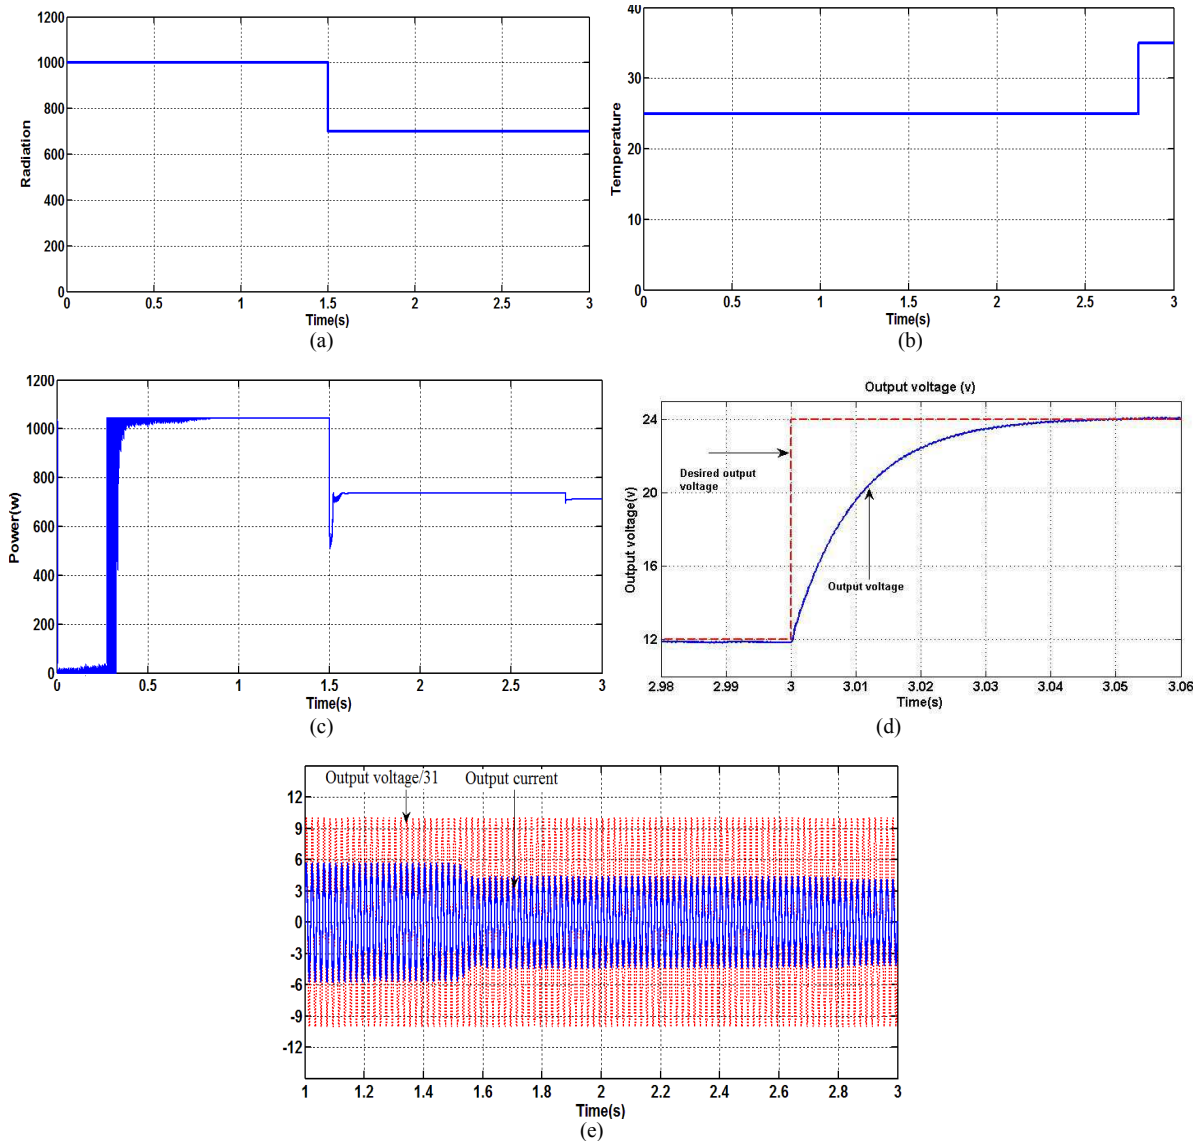 1200
1000
800
600
400
200
0
Radiation
0 0.5 1 1.5 2 2.5 3
Time(s)
(a)
40
30
20
10
0
Temperature
0 0.5 1 1.5 2 2.5 3
Time(s)
(b)
1200
1000
800
600
400
200
0
Power(w)
0 0.5 1 1.5 2 2.5 3
Time(s)
(c)
Output voltage (v)
24
20
16
12
Output voltage(v)
Desired output
voltage
Output voltage
2.98 2.99 3 3.01 3.02 3.03 3.04 3.05 3.06
Time(s)
(d)
Output voltage/31 Output current
12
9
6
3
0
-3
-6
-9
-12
1 1.2 1.4 1.6 1.8 2 2.2 2.4 2.6 2.8 3
Time(s)
(e)